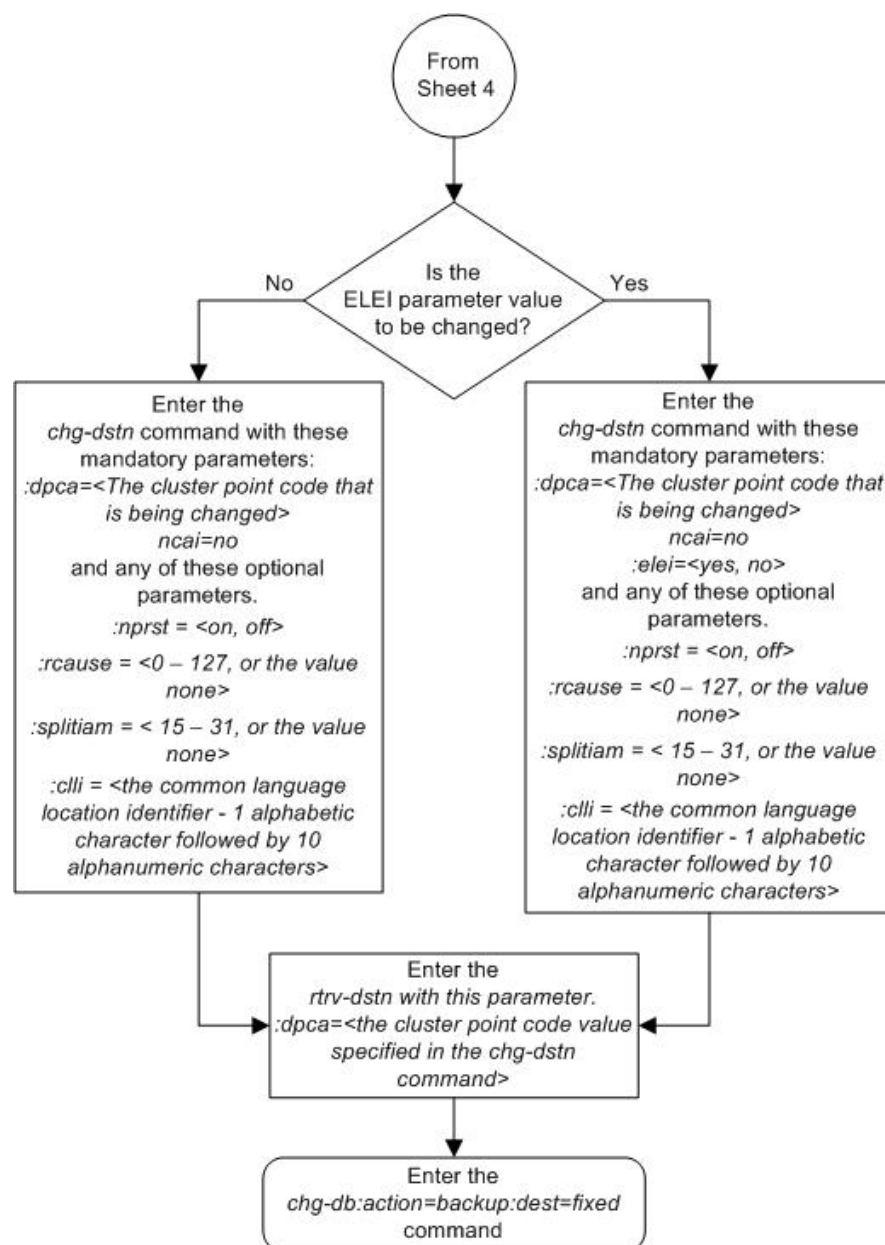 From
Sheet 4
Is the
ELEI parameter value
to be changed?
No
Yes
Enter the
chg-dstn command with these
mandatory parameters:
:dpca=<The cluster point code that
is being changed>
ncai=no
and any of these optional
parameters.
:nprst = <on, off>
:rcause = <0 – 127, or the value
none>
:splitiam = < 15 – 31, or the value
none>
:clli = <the common language
location identifier - 1 alphabetic
character followed by 10
alphanumeric characters>
Enter the
chg-dstn command with these
mandatory parameters:
:dpca=<The cluster point code that
is being changed>
ncai=no
:elei=<yes, no>
and any of these optional
parameters.
:nprst = <on, off>
:rcause = <0 – 127, or the value
none>
:splitiam = < 15 – 31, or the value
none>
:clli = <the common language
location identifier - 1 alphabetic
character followed by 10
alphanumeric characters>
Enter the
rtrv-dstn with this parameter.
:dpca=<the cluster point code value
specified in the chg-dstn
command>
Enter the
chg-db:action=backup:dest=fixed
command